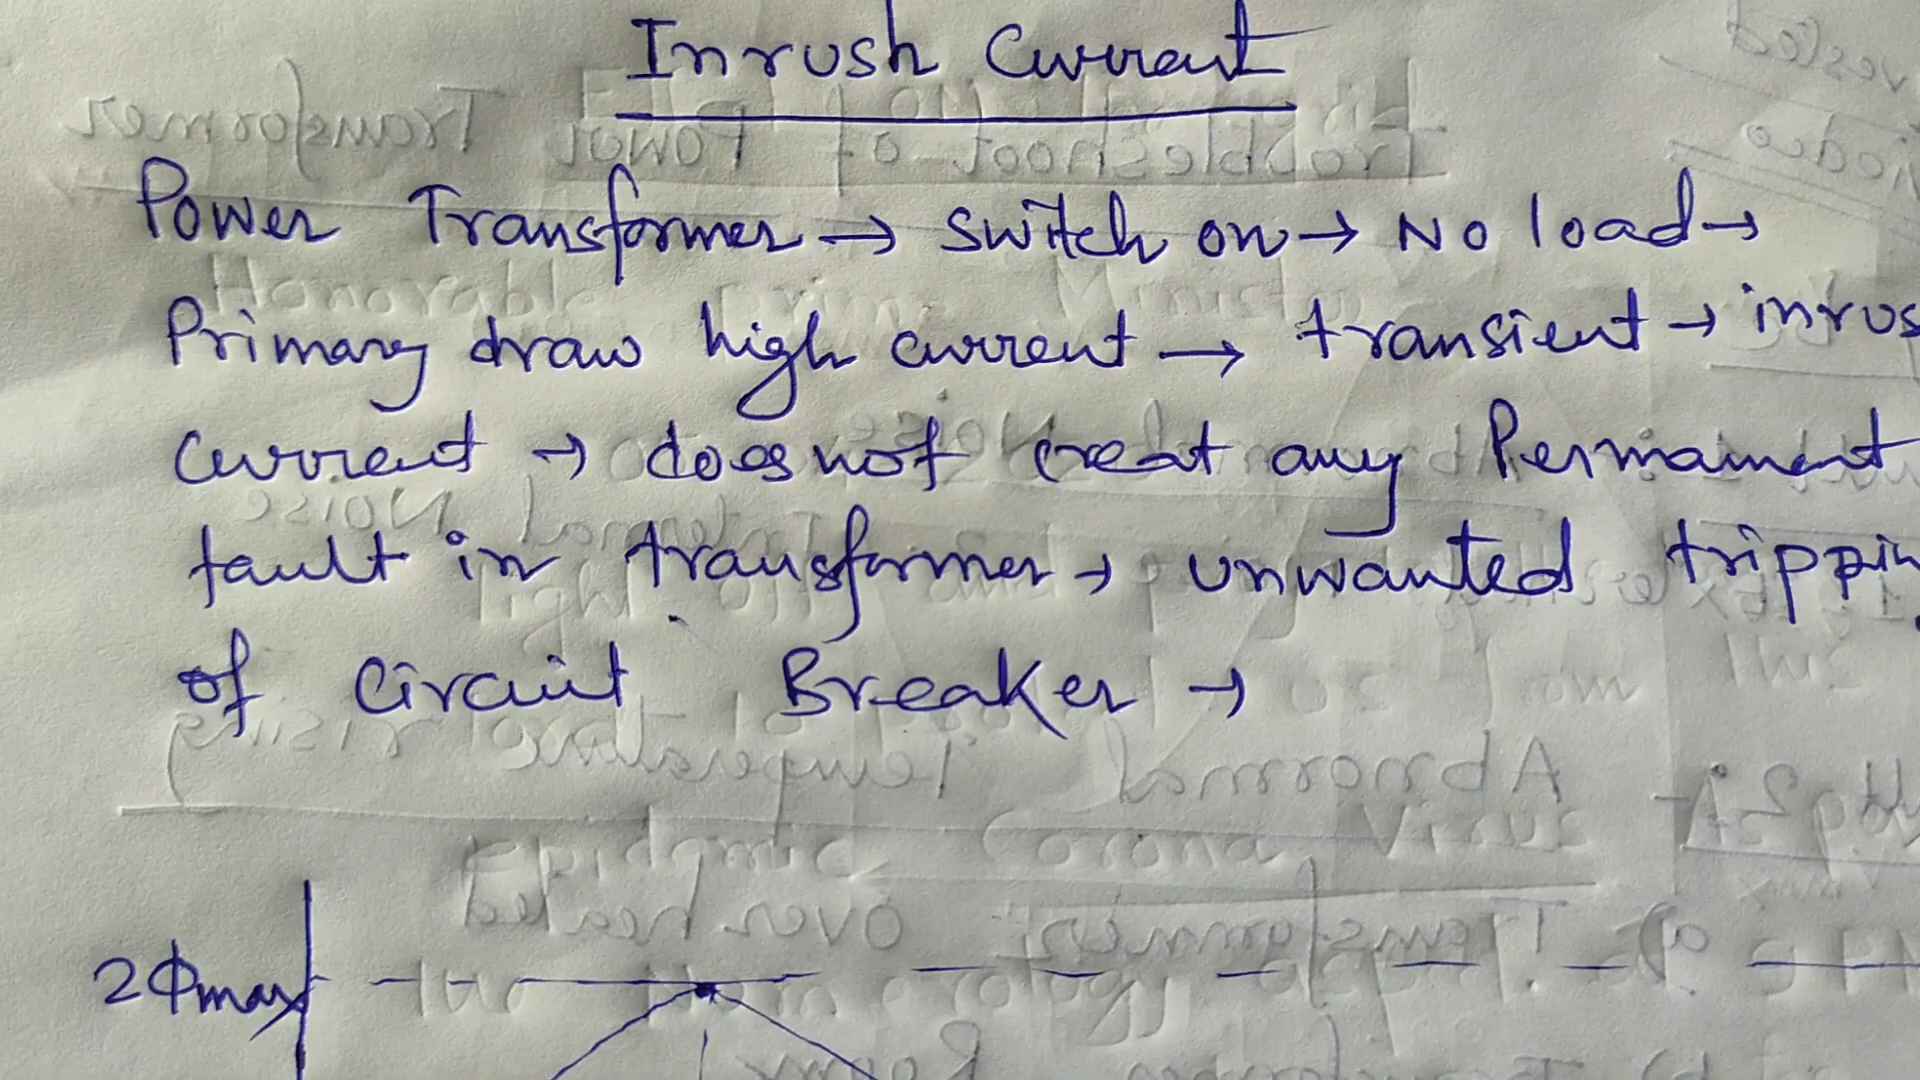 Inrush Current
Power Transformer → switch on → No load →
Primary draw high current → transient → inrus
Current → does not creat any Permanent
fault in transformer → unwanted trippin
of Circuit Breaker →
2Φmax